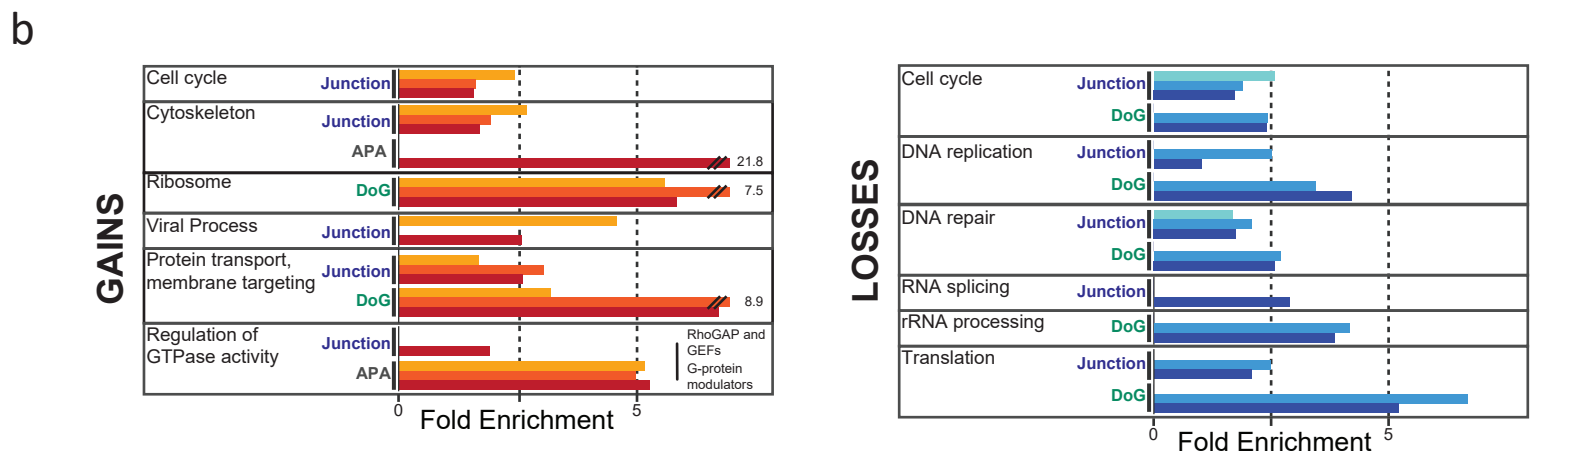 b
GAINS
Cell cycle
Junction
Cytoskeleton
Junction
APA
21.8
Ribosome
DoG
7.5
Viral Process
Junction
Protein transport,
membrane targeting
Junction
DoG
8.9
Regulation of
GTPase activity
Junction
APA
RhoGAP and
GEFs
G-protein
modulators
0
5
Fold Enrichment
LOSSES
Cell cycle
Junction
DoG
DNA replication
Junction
DoG
DNA repair
Junction
DoG
RNA splicing
Junction
rRNA processing
DoG
Translation
Junction
DoG
0
5
Fold Enrichment